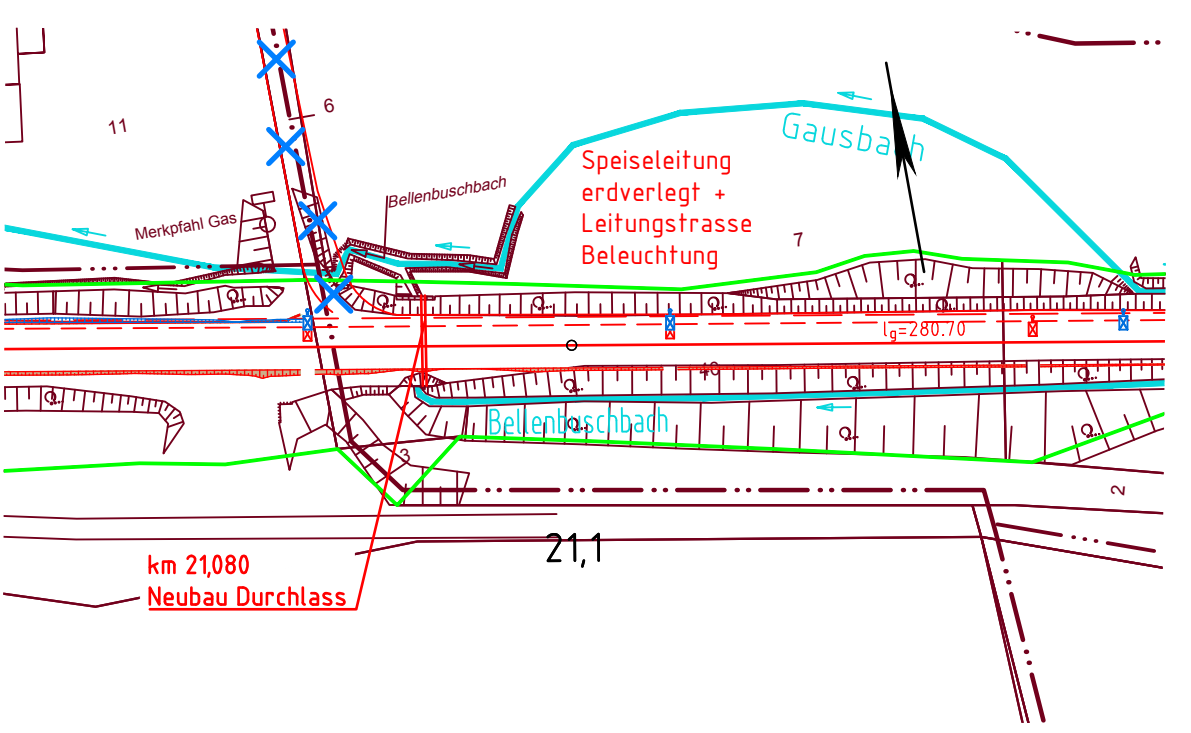 6
11
Gausbach
Bellenbuschbach
Speiseleitung
erdverlegt +
Leitungstrasse
Beleuchtung
Merkpfahl Gas
7
lg=280.70
40
Bellenbuschbach
3
2
21,1
km 21,080
Neubau Durchlass